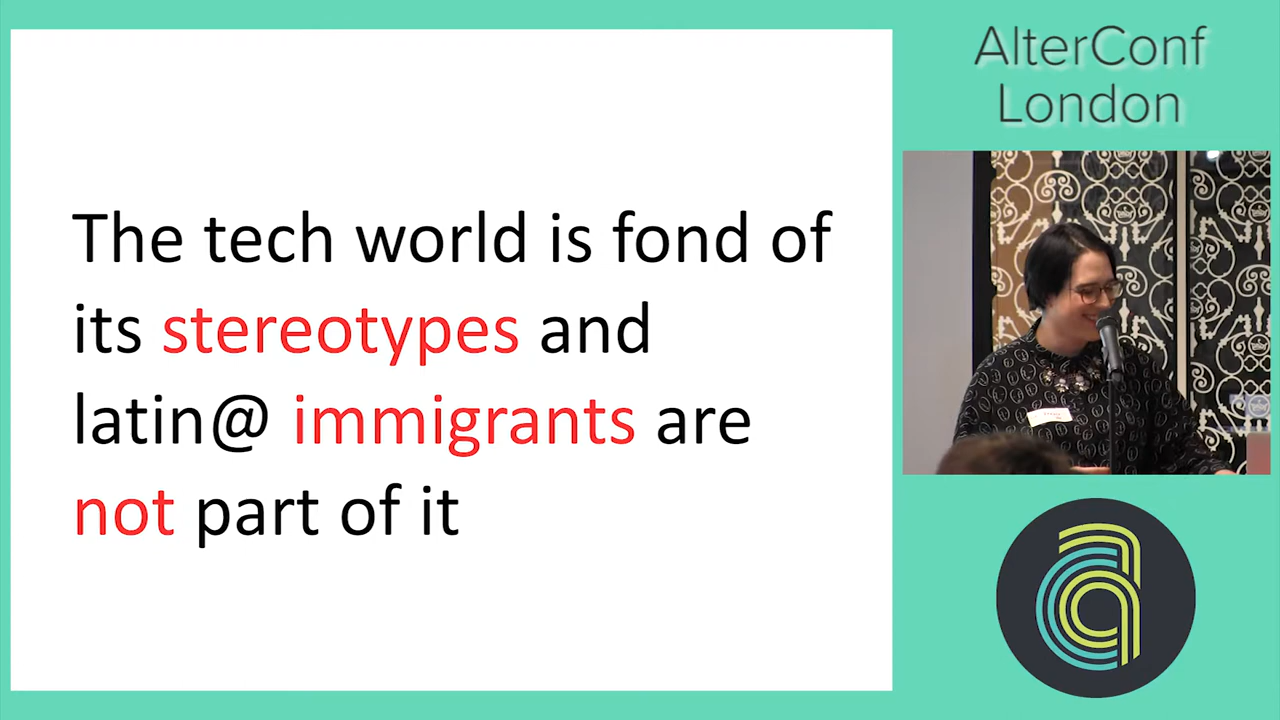 The tech world is fond of
its stereotypes and
latin@ immigrants are
not part of it
AlterConf
London